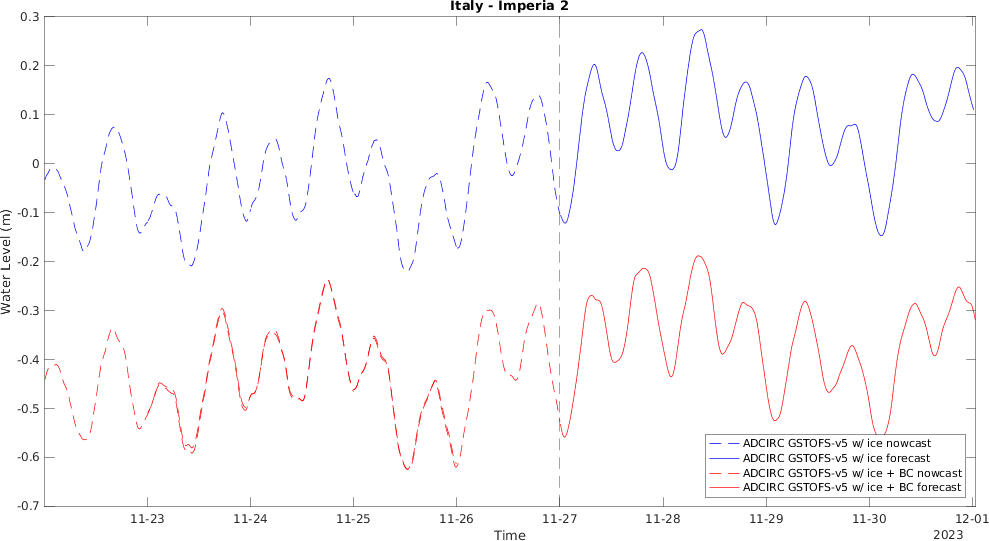 Italy - Imperia 2
Water Level (m)
0.3
0.2
0.1
0
-0.1
-0.2
-0.3
-0.4
-0.5
-0.6
-0.7
ADCIRC GSTOFS-v5 w/ ice nowcast
ADCIRC GSTOFS-v5 w/ ice forecast
ADCIRC GSTOFS-v5 w/ ice + BC nowcast
ADCIRC GSTOFS-v5 w/ ice + BC forecast
11-23 11-24 11-25 11-26 11-27 11-28 11-29 11-30 12-01
Time
2023